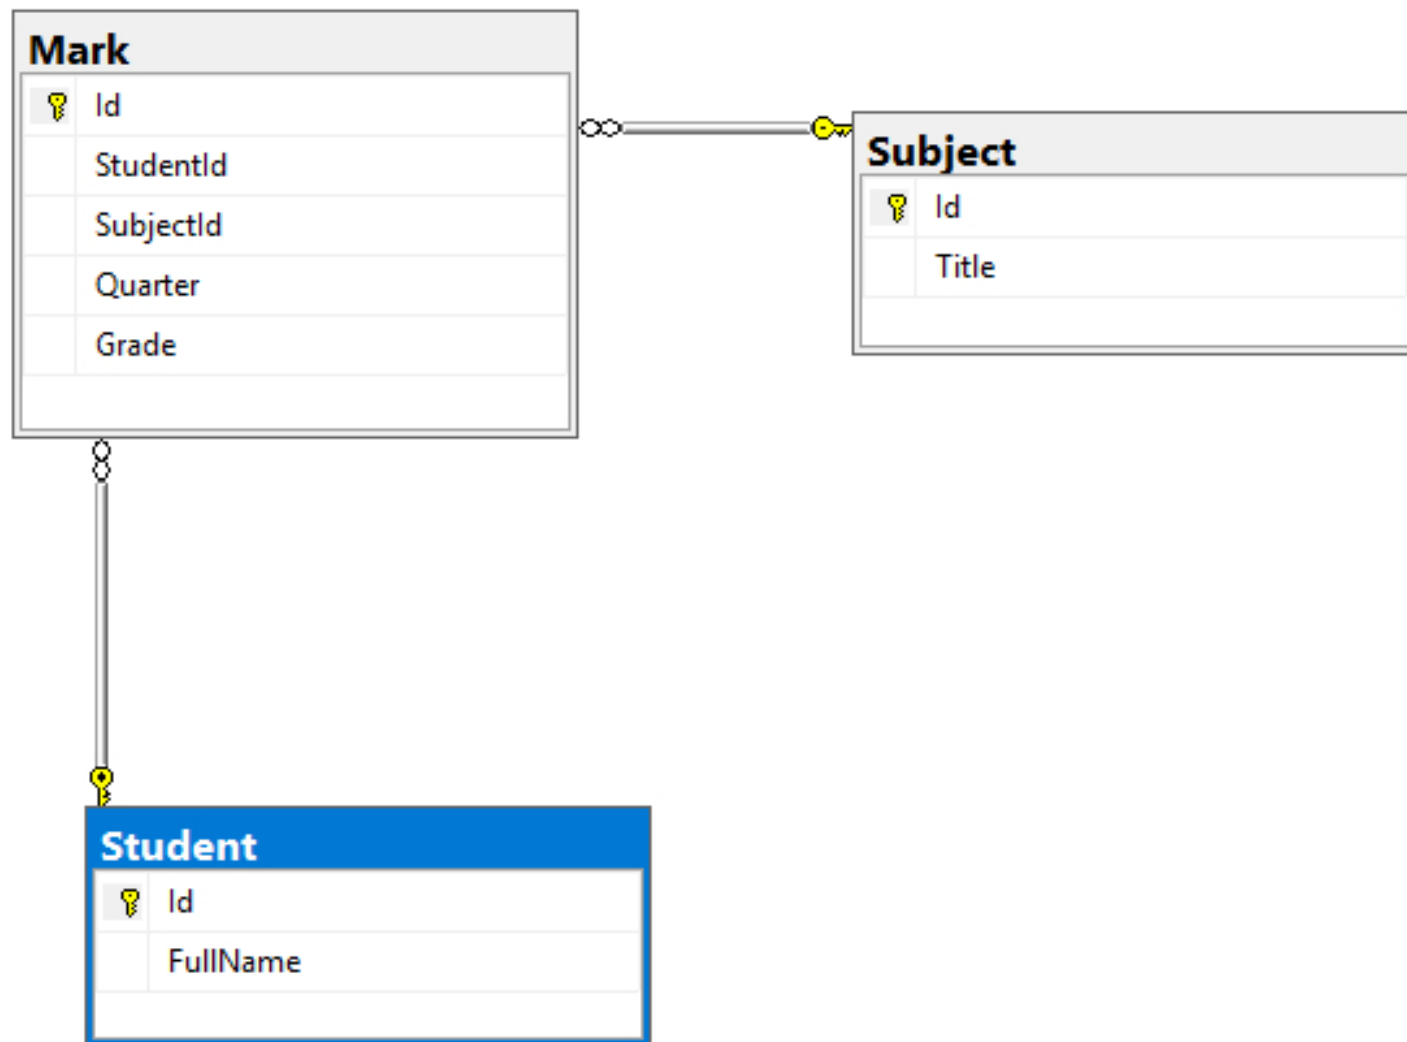 Mark
Id
StudentId
SubjectId
Quarter
Grade
Subject
Id
Title
Student
Id
FullName